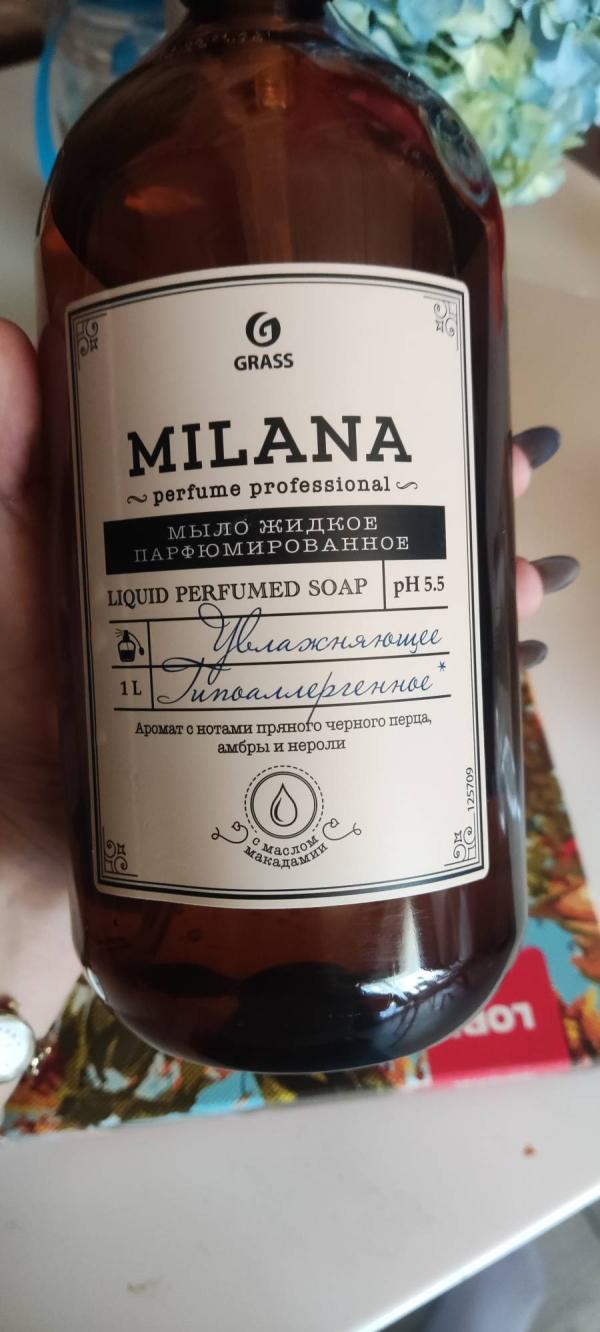 GRASS
MILANA
perfume professional
МЫЛО ЖИДКОЕ
ПАРФЮМИРОВАННОЕ
LIQUID PERFUMED SOAP
pH 5.5
Увлажняющее
1 L
Гипоаллергенное*
Аромат с нотами пряного черного перца,
амбры и нероли
с маслом
макадамии
125709